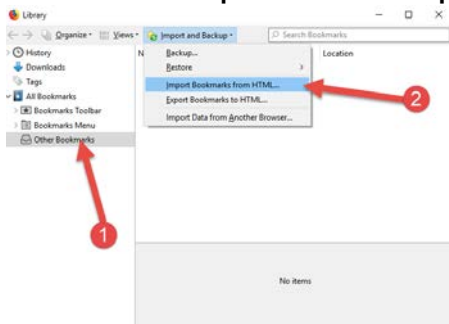 Library
Organize Views Import and Backup Search Bookmarks
History
Downloads
Tags
All Bookmarks
Bookmarks Toolbar
Bookmarks Menu
Other Bookmarks
N
Location
Backup...
Restore
Import Bookmarks from HTML...
Export Bookmarks to HTML...
Import Data from Another Browser...
1
2
No items